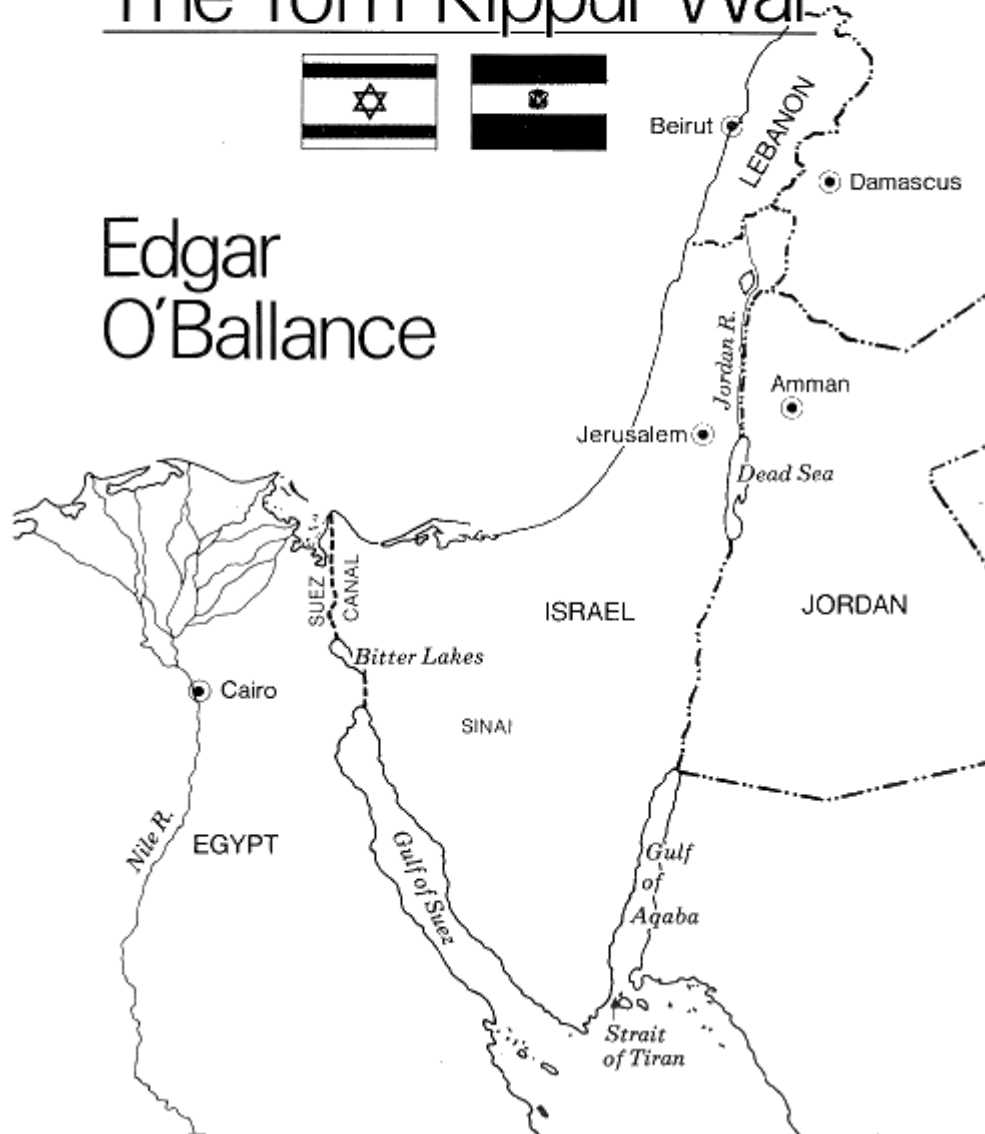 The Yom Kippur War
Edgar
O'Ballance
Beirut
LEBANON
Damascus
Jordan R.
Amman
Jerusalem
Dead Sea
SUEZ
CANAL
ISRAEL
JORDAN
Bitter Lakes
Cairo
SINAI
Nile R.
EGYPT
Gulf of Suez
Gulf
of
Aqaba
Strait
of Tiran